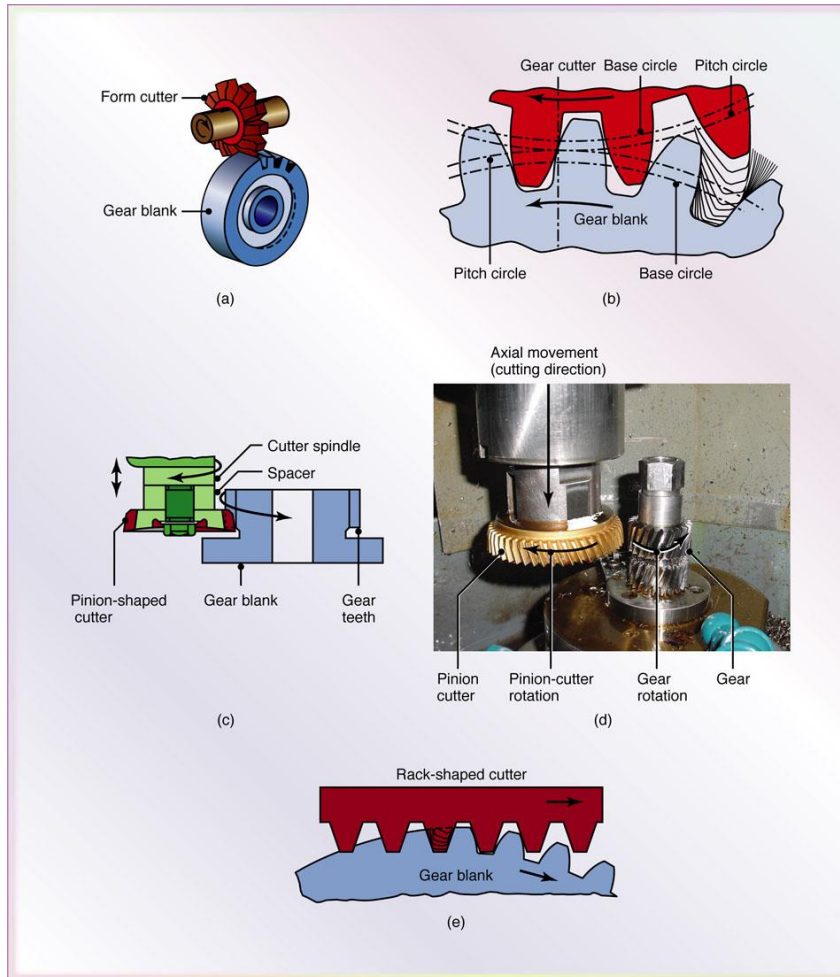 Form cutter
Gear blank
(a)
Gear cutter Base circle Pitch circle
Pitch circle
Gear blank
Base circle
(b)
Cutter spindle
Spacer
Pinion-shaped
cutter
Gear blank
Gear
teeth
(c)
Axial movement
(cutting direction)
Pinion
cutter
Pinion-cutter
rotation
Gear
rotation
Gear
(d)
Rack-shaped cutter
Gear blank
(e)